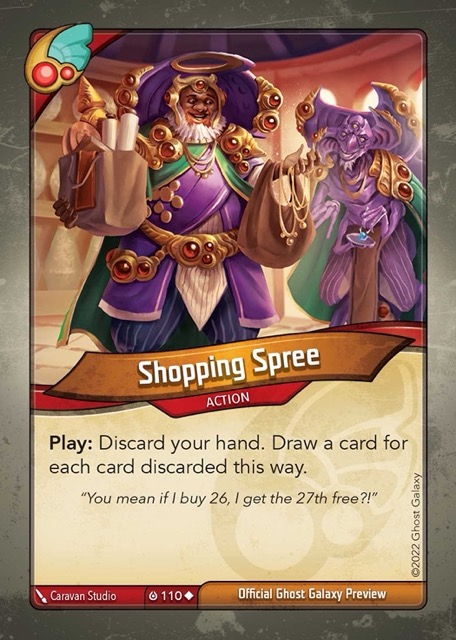 Shopping Spree
ACTION
Play: Discard your hand. Draw a card for
each card discarded this way.
“You mean if I buy 26, I get the 27th free?!”
©2022 Ghost Galaxy
Caravan Studio
110
Official Ghost Galaxy Preview